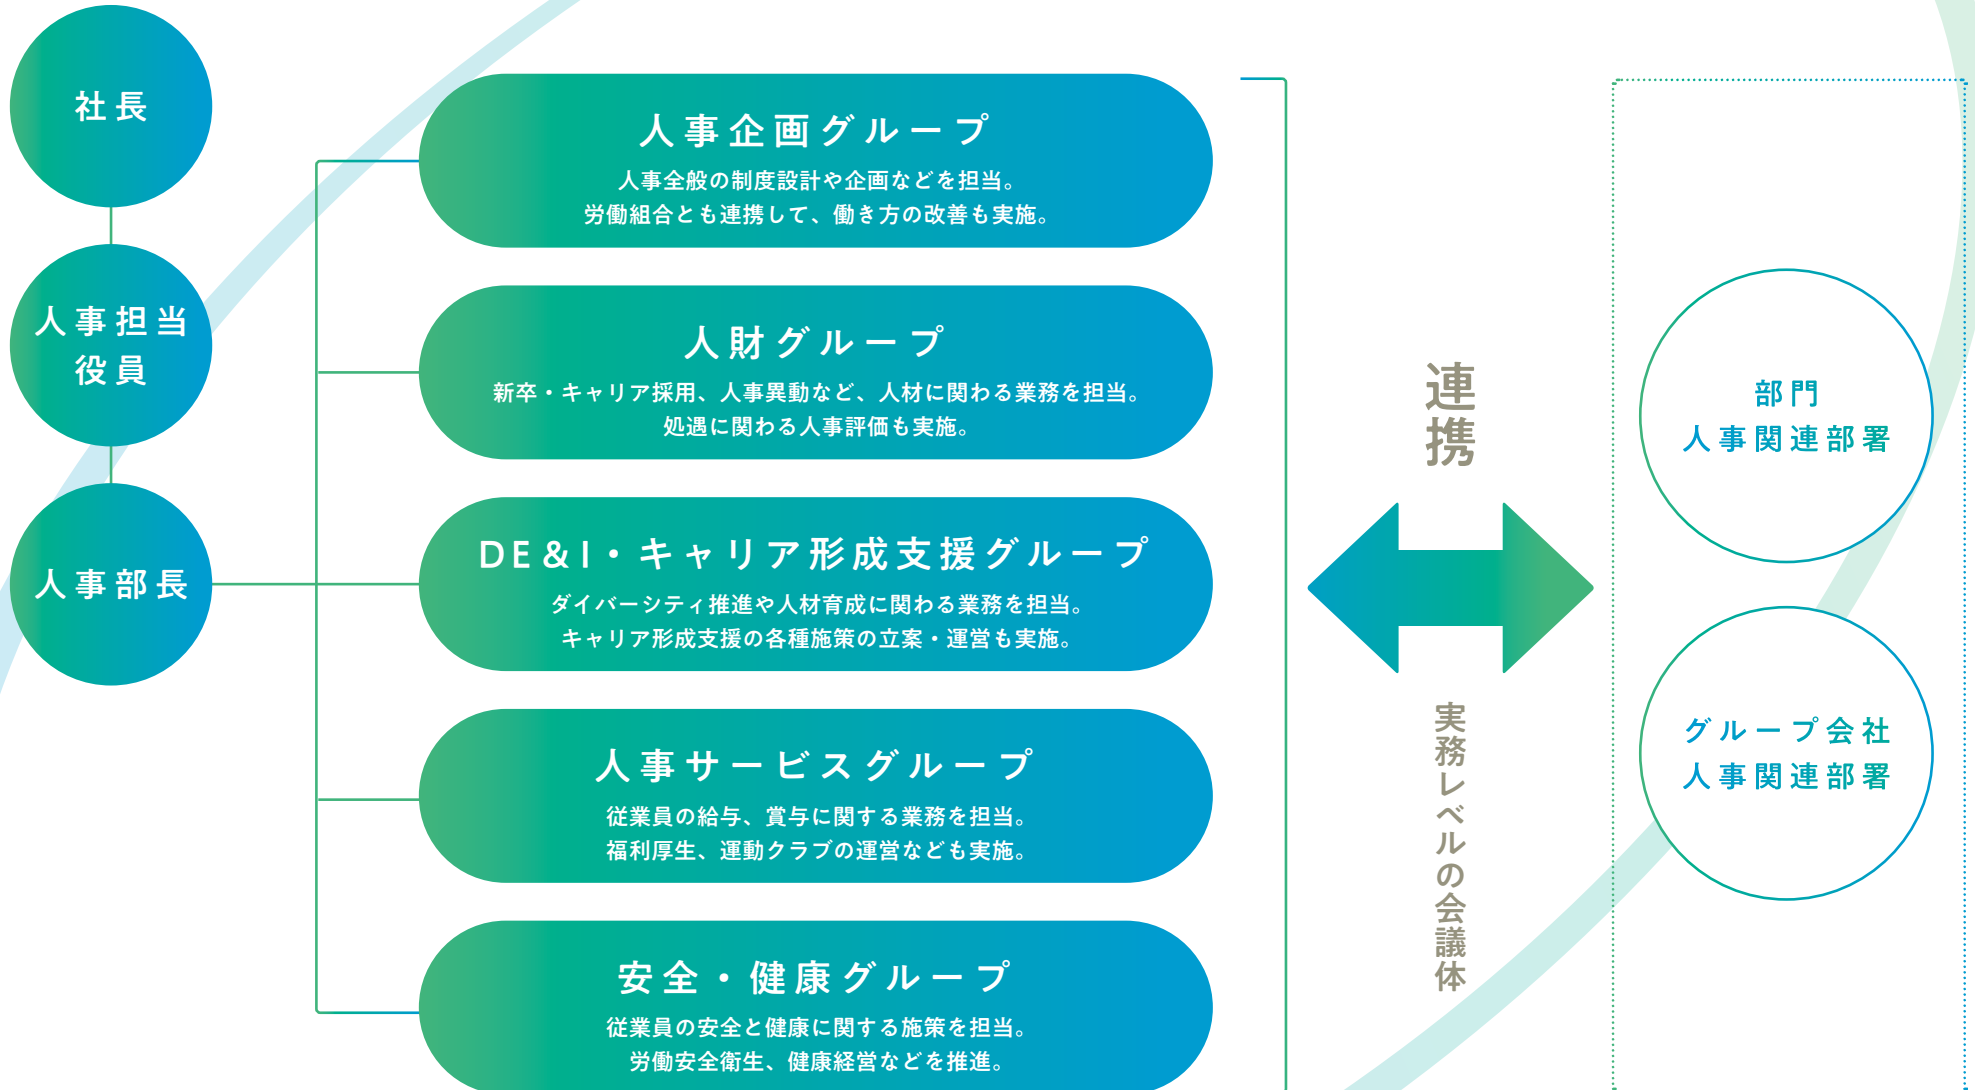 社長
人事担当
役員
人事部長
人事企画グループ
人事全般の制度設計や企画などを担当。
労働組合とも連携して、働き方の改善も実施。
人財グループ
新卒・キャリア採用、人事異動など、人材に関わる業務を担当。
処遇に関わる人事評価も実施。
DE&I・キャリア形成支援グループ
ダイバーシティ推進や人材育成に関わる業務を担当。
キャリア形成支援の各種施策の立案・運営も実施。
人事サービスグループ
従業員の給与、賞与に関する業務を担当。
福利厚生、運動クラブの運営なども実施。
安全・健康グループ
従業員の安全と健康に関する施策を担当。
労働安全衛生、健康経営などを推進。
連携
実務レベルの会議体
部門
人事関連部署
グループ会社
人事関連部署